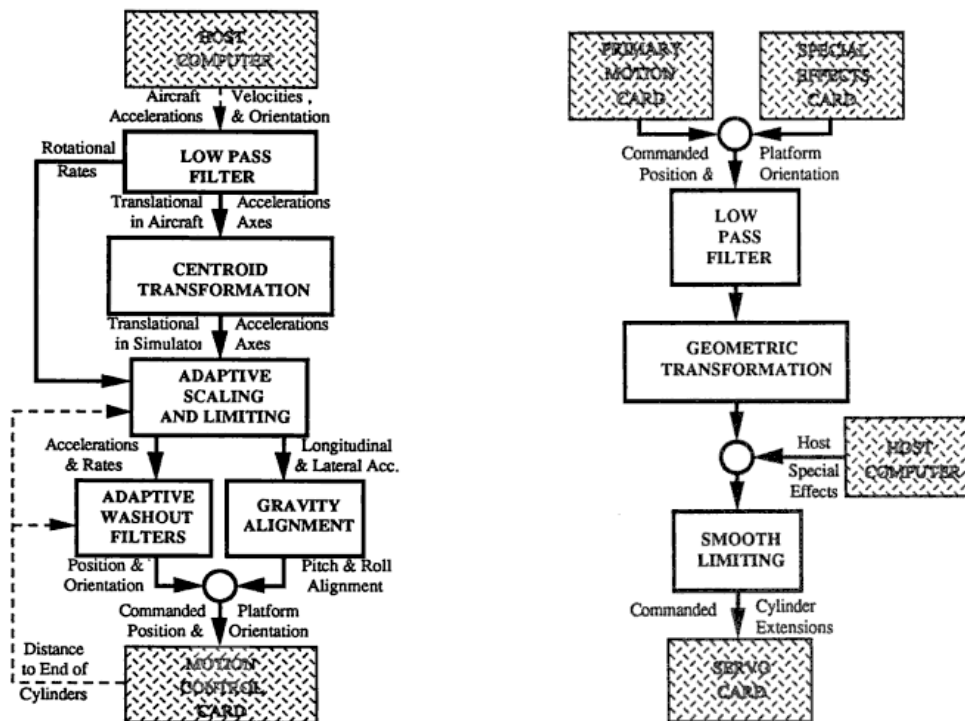 HOST
COMPUTER
Aircraft Velocities ,
Accelerations & Orientation
Rotational
Rates
LOW PASS
FILTER
Translational Accelerations
in Aircraft Axes
CENTROID
TRANSFORMATION
Translational Accelerations
in Simulator Axes
ADAPTIVE
SCALING
AND LIMITING
Accelerations
& Rates
Longitudinal
& Lateral Acc.
ADAPTIVE
WASHOUT
FILTERS
GRAVITY
ALIGNMENT
Position &
Orientation
Pitch & Roll
Alignment
Commanded Platform
Position & Orientation
Distance
to End of
Cylinders
MOTION
CONTROL
CARD
PRIMARY
MOTION
CARD
SPECIAL
EFFECTS
CARD
Commanded Platform
Position & Orientation
LOW
PASS
FILTER
GEOMETRIC
TRANSFORMATION
Host
Special
Effects
HOST
COMPUTER
SMOOTH
LIMITING
Commanded Cylinder
Extensions
SERVO
CARD